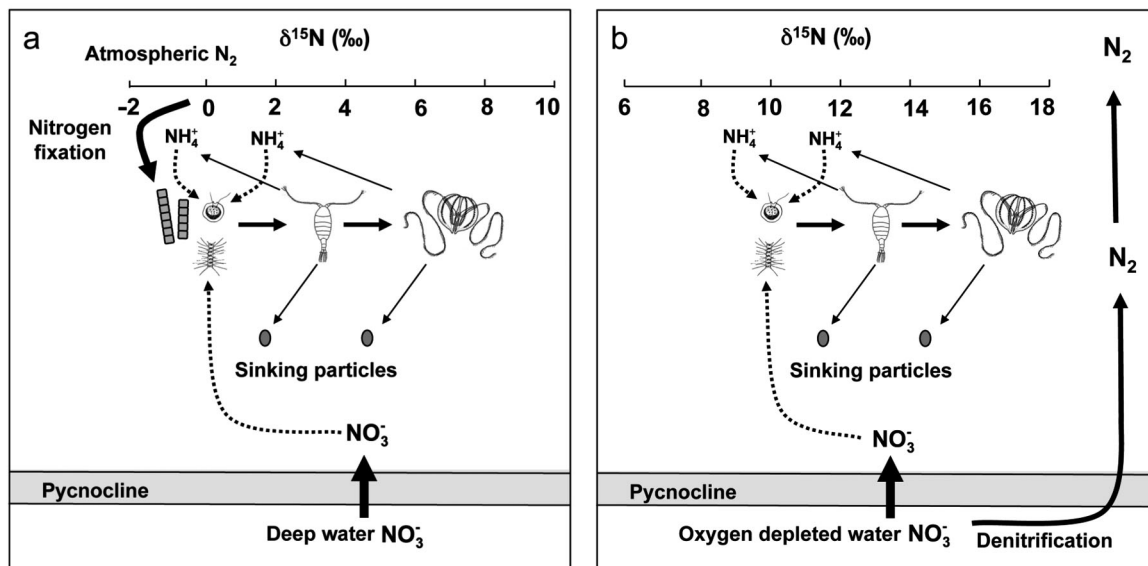 a
δ¹⁵N (‰)
Atmospheric N₂
-2 0 2 4 6 8 10
Nitrogen
fixation
NH₄⁺
NH₄⁺
Sinking particles
NO₃⁻
Pycnocline
Deep water NO₃⁻
b
δ¹⁵N (‰)
N₂
6 8 10 12 14 16 18
NH₄⁺
NH₄⁺
N₂
Sinking particles
NO₃⁻
Pycnocline
Oxygen depleted water NO₃⁻
Denitrification